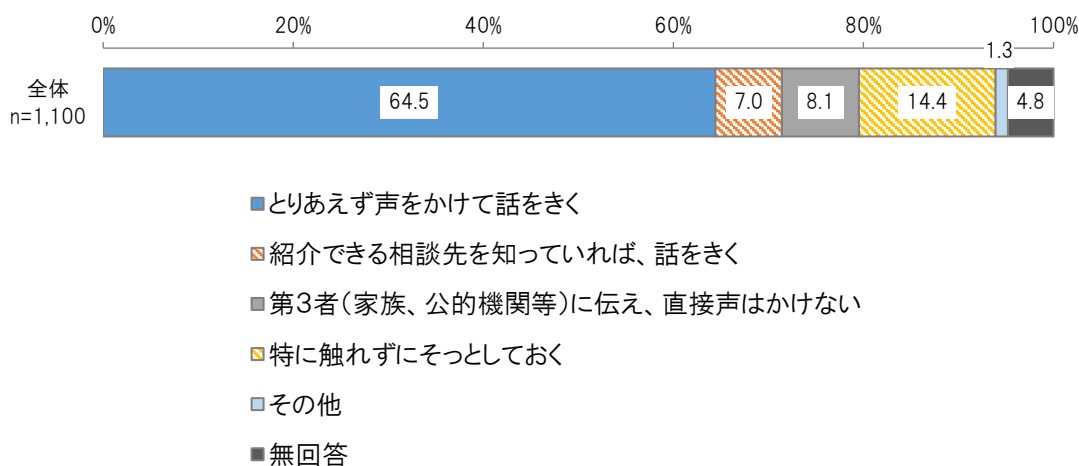 0% 20% 40% 60% 80% 100%
1.3
全体
n=1,100
64.5 7.0 8.1 14.4 4.8
とりあえず声をかけて話をきく
紹介できる相談先を知っていれば、話をきく
第3者(家族、公的機関等)に伝え、直接声はかけない
特に触れずにそっとしておく
その他
無回答